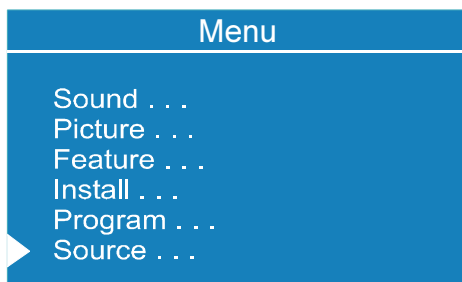 Menu
Sound . . .
Picture . . .
Feature . . .
Install . . .
Program . . .
Source . . .